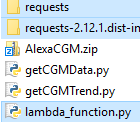 requests
requests-2.12.1.dist-in
AlexaCGM.zip
getCGMData.py
getCGMTrend.py
lambda_function.py